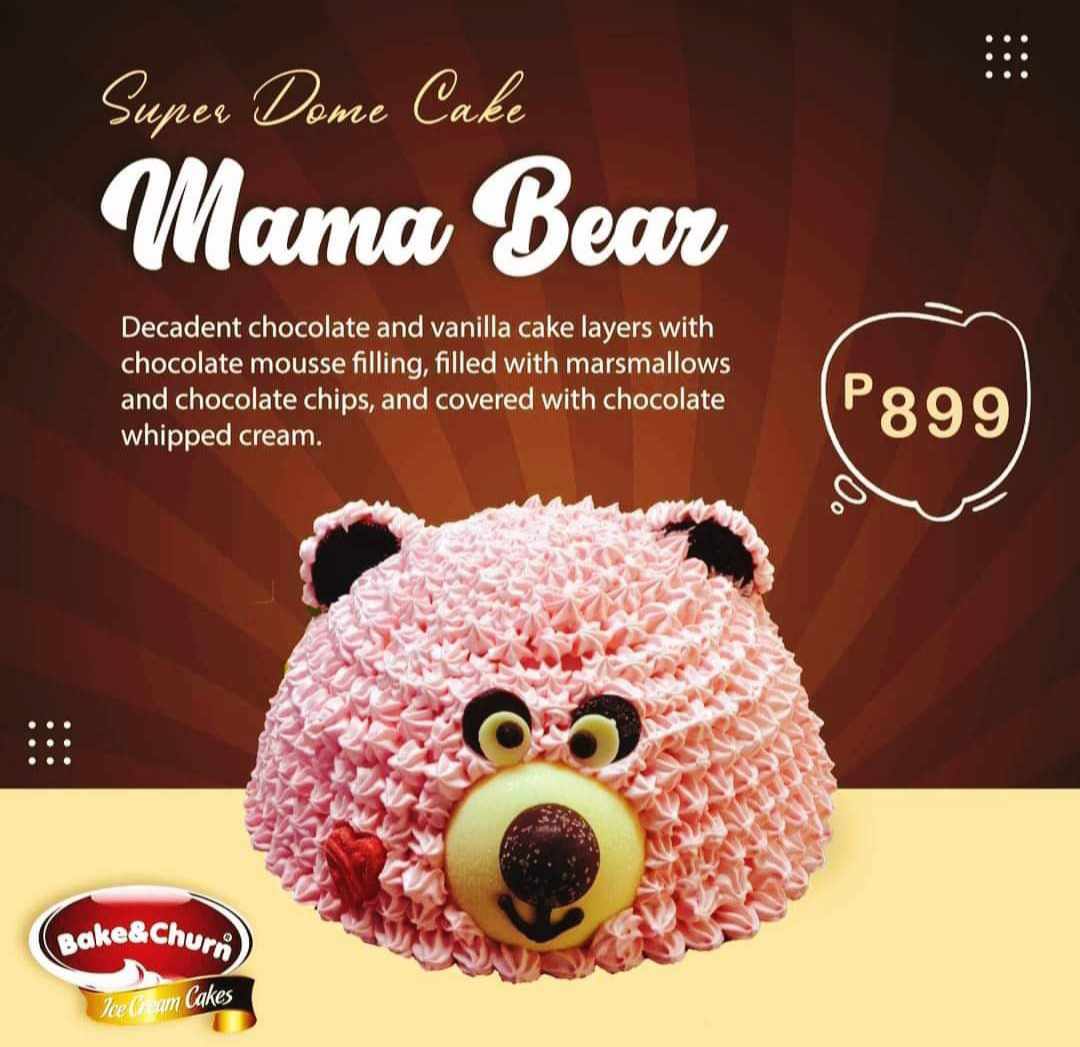 Super Dome Cake
Mama Bear
Decadent chocolate and vanilla cake layers with
chocolate mousse filling, filled with marsmallows
and chocolate chips, and covered with chocolate
whipped cream.
P899
Bake&Churn
Ice Cream Cakes